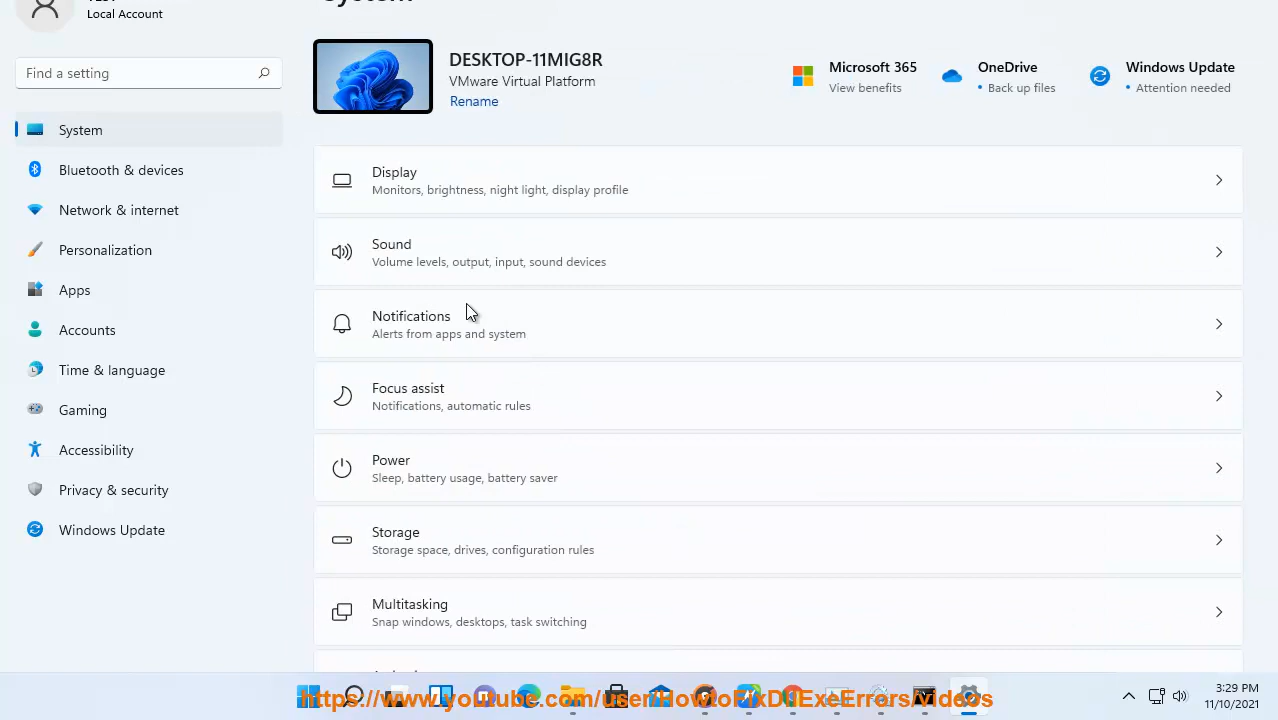 System
Local Account
Find a setting
DESKTOP-11MIG8R
VMware Virtual Platform
Rename
Microsoft 365
View benefits
OneDrive
• Back up files
Windows Update
• Attention needed
System
Bluetooth & devices
Network & internet
Personalization
Apps
Accounts
Time & language
Gaming
Accessibility
Privacy & security
Windows Update
Display
Monitors, brightness, night light, display profile
Sound
Volume levels, output, input, sound devices
Notifications
Alerts from apps and system
Focus assist
Notifications, automatic rules
Power
Sleep, battery usage, battery saver
Storage
Storage space, drives, configuration rules
Multitasking
Snap windows, desktops, task switching
https://www.youtube.com/user/HowtoFixDllExeErrors/videos
3:29 PM
11/10/2021